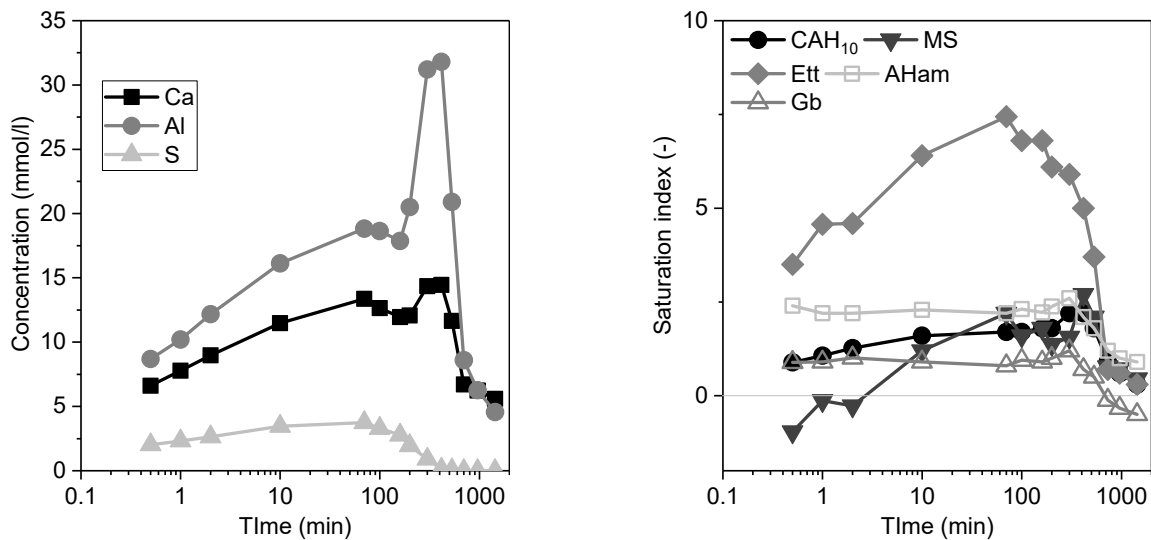 35
30
25
20
15
10
5
0
Concentration (mmol/l)
Ca
Al
S
0.1 1 10 100 1000
TIme (min)
10
5
0
Saturation index (-)
CAH₁₀ MS
Ett AHam
Gb
0.1 1 10 100 1000
TIme (min)